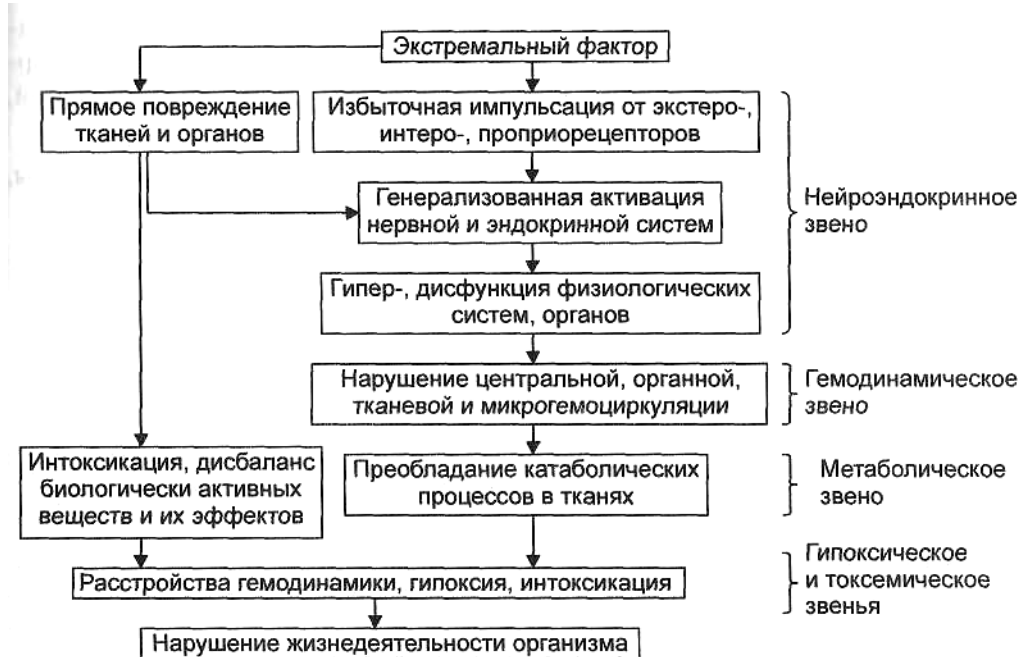 Экстремальный фактор
Прямое повреждение
тканей и органов
Избыточная импульсация от экстеро-,
интеро-, проприорецепторов
Генерализованная активация
нервной и эндокринной систем
Гипер-, дисфункция физиологических
систем, органов
Нейроэндокринное
звено
Нарушение центральной, органной,
тканевой и микрогемоциркуляции
Гемодинамическое
звено
Интоксикация, дисбаланс
биологически активных
веществ и их эффектов
Преобладание катаболических
процессов в тканях
Метаболическое
звено
Расстройства гемодинамики, гипоксия, интоксикация
Гипоксическое
и токсемическое
звенья
Нарушение жизнедеятельности организма